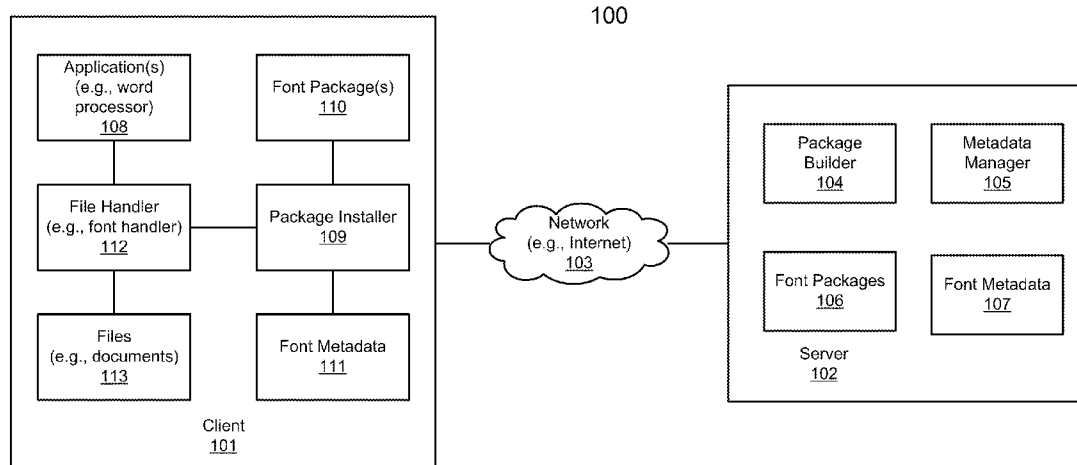 100
Application(s)
(e.g., word
processor)
108
Font Package(s)
110
File Handler
(e.g., font handler)
112
Package Installer
109
Files
(e.g., documents)
113
Font Metadata
111
Client
101
Network
(e.g., Internet)
103
Package
Builder
104
Metadata
Manager
105
Font Packages
106
Font Metadata
107
Server
102